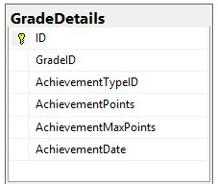 GradeDetails
ID
GradeID
AchievementTypeID
AchievementPoints
AchievementMaxPoints
AchievementDate